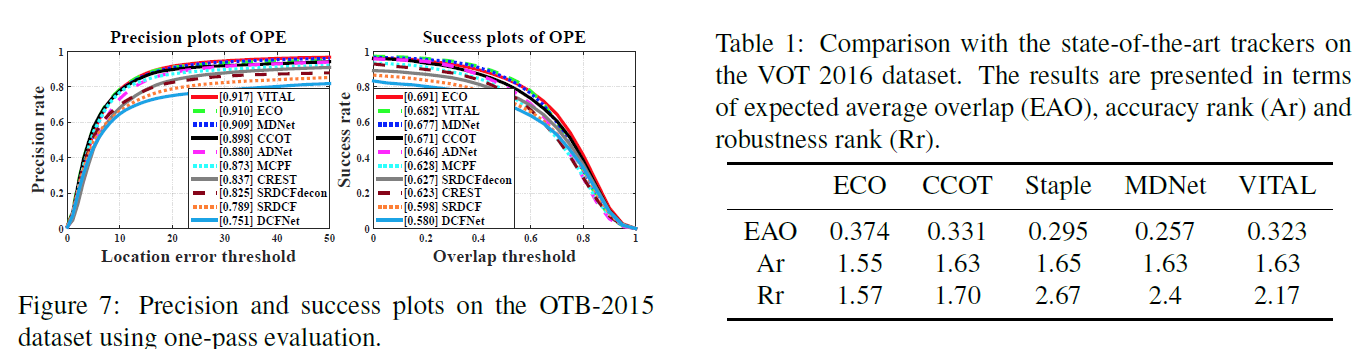 Precision plots of OPE
Precision rate
1
0.8
0.6
0.4
0.2
0
0 10 20 30 40 50
Location error threshold
[0.917] VITAL
[0.910] ECO
[0.909] MDNet
[0.898] CCOT
[0.880] ADNet
[0.873] MCPF
[0.837] CREST
[0.825] SRDCFdecon
[0.789] SRDCF
[0.751] DCFNet
Success plots of OPE
Success rate
1
0.8
0.6
0.4
0.2
0
0 0.2 0.4 0.6 0.8 1
Overlap threshold
[0.691] ECO
[0.682] VITAL
[0.677] MDNet
[0.671] CCOT
[0.646] ADNet
[0.628] MCPF
[0.627] SRDCFdecon
[0.623] CREST
[0.598] SRDCF
[0.580] DCFNet
Figure 7: Precision and success plots on the OTB-2015
dataset using one-pass evaluation.
Table 1: Comparison with the state-of-the-art trackers on
the VOT 2016 dataset. The results are presented in terms
of expected average overlap (EAO), accuracy rank (Ar) and
robustness rank (Rr).
ECO CCOT Staple MDNet VITAL
EAO 0.374 0.331 0.295 0.257 0.323
Ar 1.55 1.63 1.65 1.63 1.63
Rr 1.57 1.70 2.67 2.4 2.17